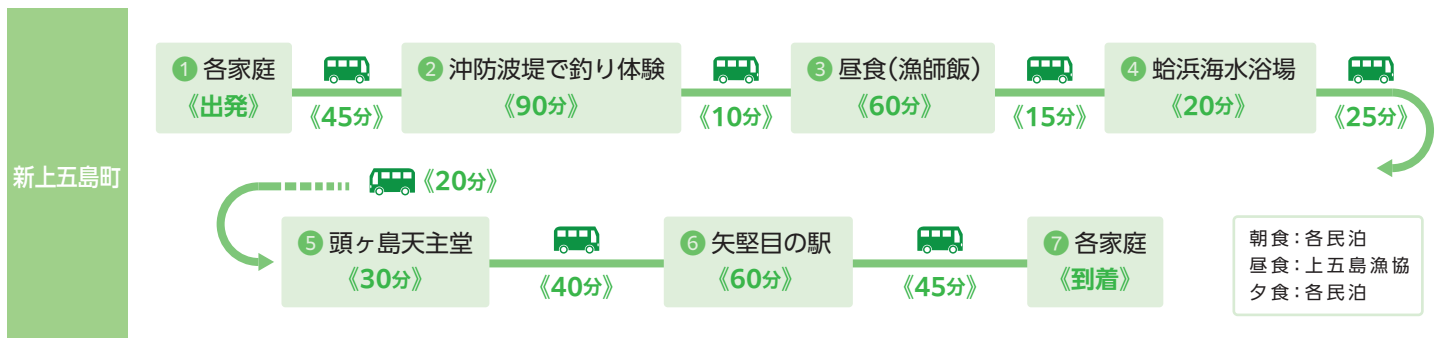 新上五島町
❶ 各家庭
《出発》
《45分》
❷ 沖防波堤で釣り体験
《90分》
《10分》
❸ 昼食（漁師飯）
《60分》
《15分》
❹ 蛤浜海水浴場
《20分》
《25分》
《20分》
❺ 頭ヶ島天主堂
《30分》
《40分》
❻ 矢堅目の駅
《60分》
《45分》
❼ 各家庭
《到着》
朝食：各民泊
昼食：上五島漁協
夕食：各民泊